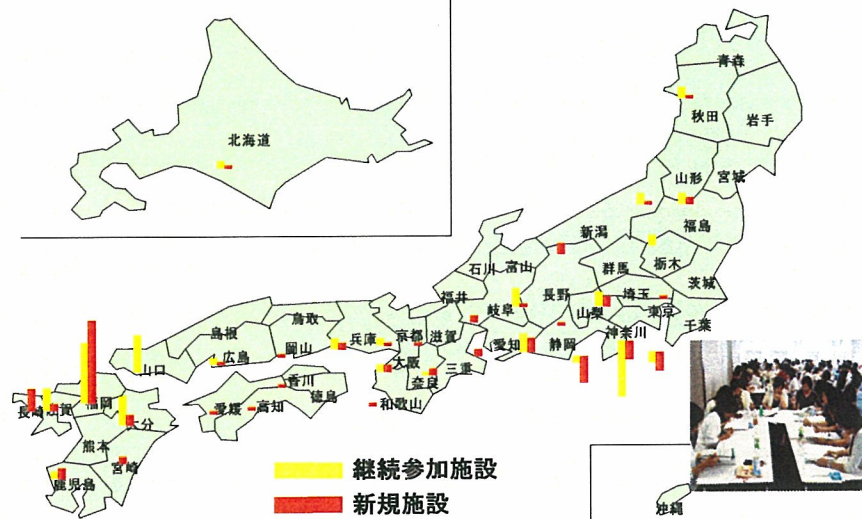 北海道
青森
秋田
岩手
山形
宮城
新潟
福島
石川
富山
群馬
栃木
福井
岐阜
長野
茨城
埼玉
山梨
東京
千葉
神奈川
鳥取
島根
兵庫
京都
滋賀
愛知
静岡
山口
広島
岡山
大阪
三重
奈良
香川
徳島
愛媛
高知
和歌山
長崎
佐賀
福岡
大分
熊本
宮崎
鹿児島
継続参加施設
新規施設
沖縄